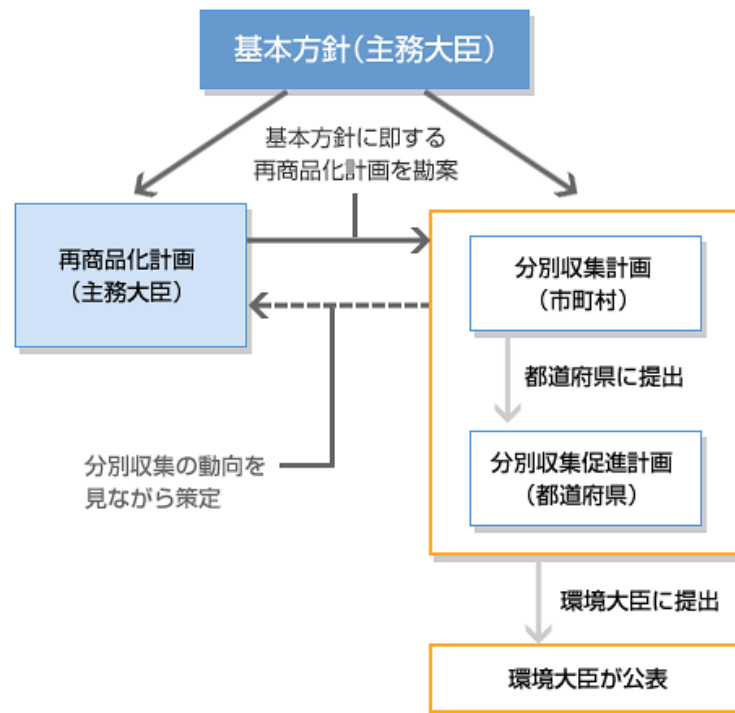 基本方針(主務大臣)
基本方針に即する
再商品化計画を勘案
再商品化計画
(主務大臣)
分別収集計画
(市町村)
都道府県に提出
分別収集の動向を
見ながら策定
分別収集促進計画
(都道府県)
環境大臣に提出
環境大臣が公表